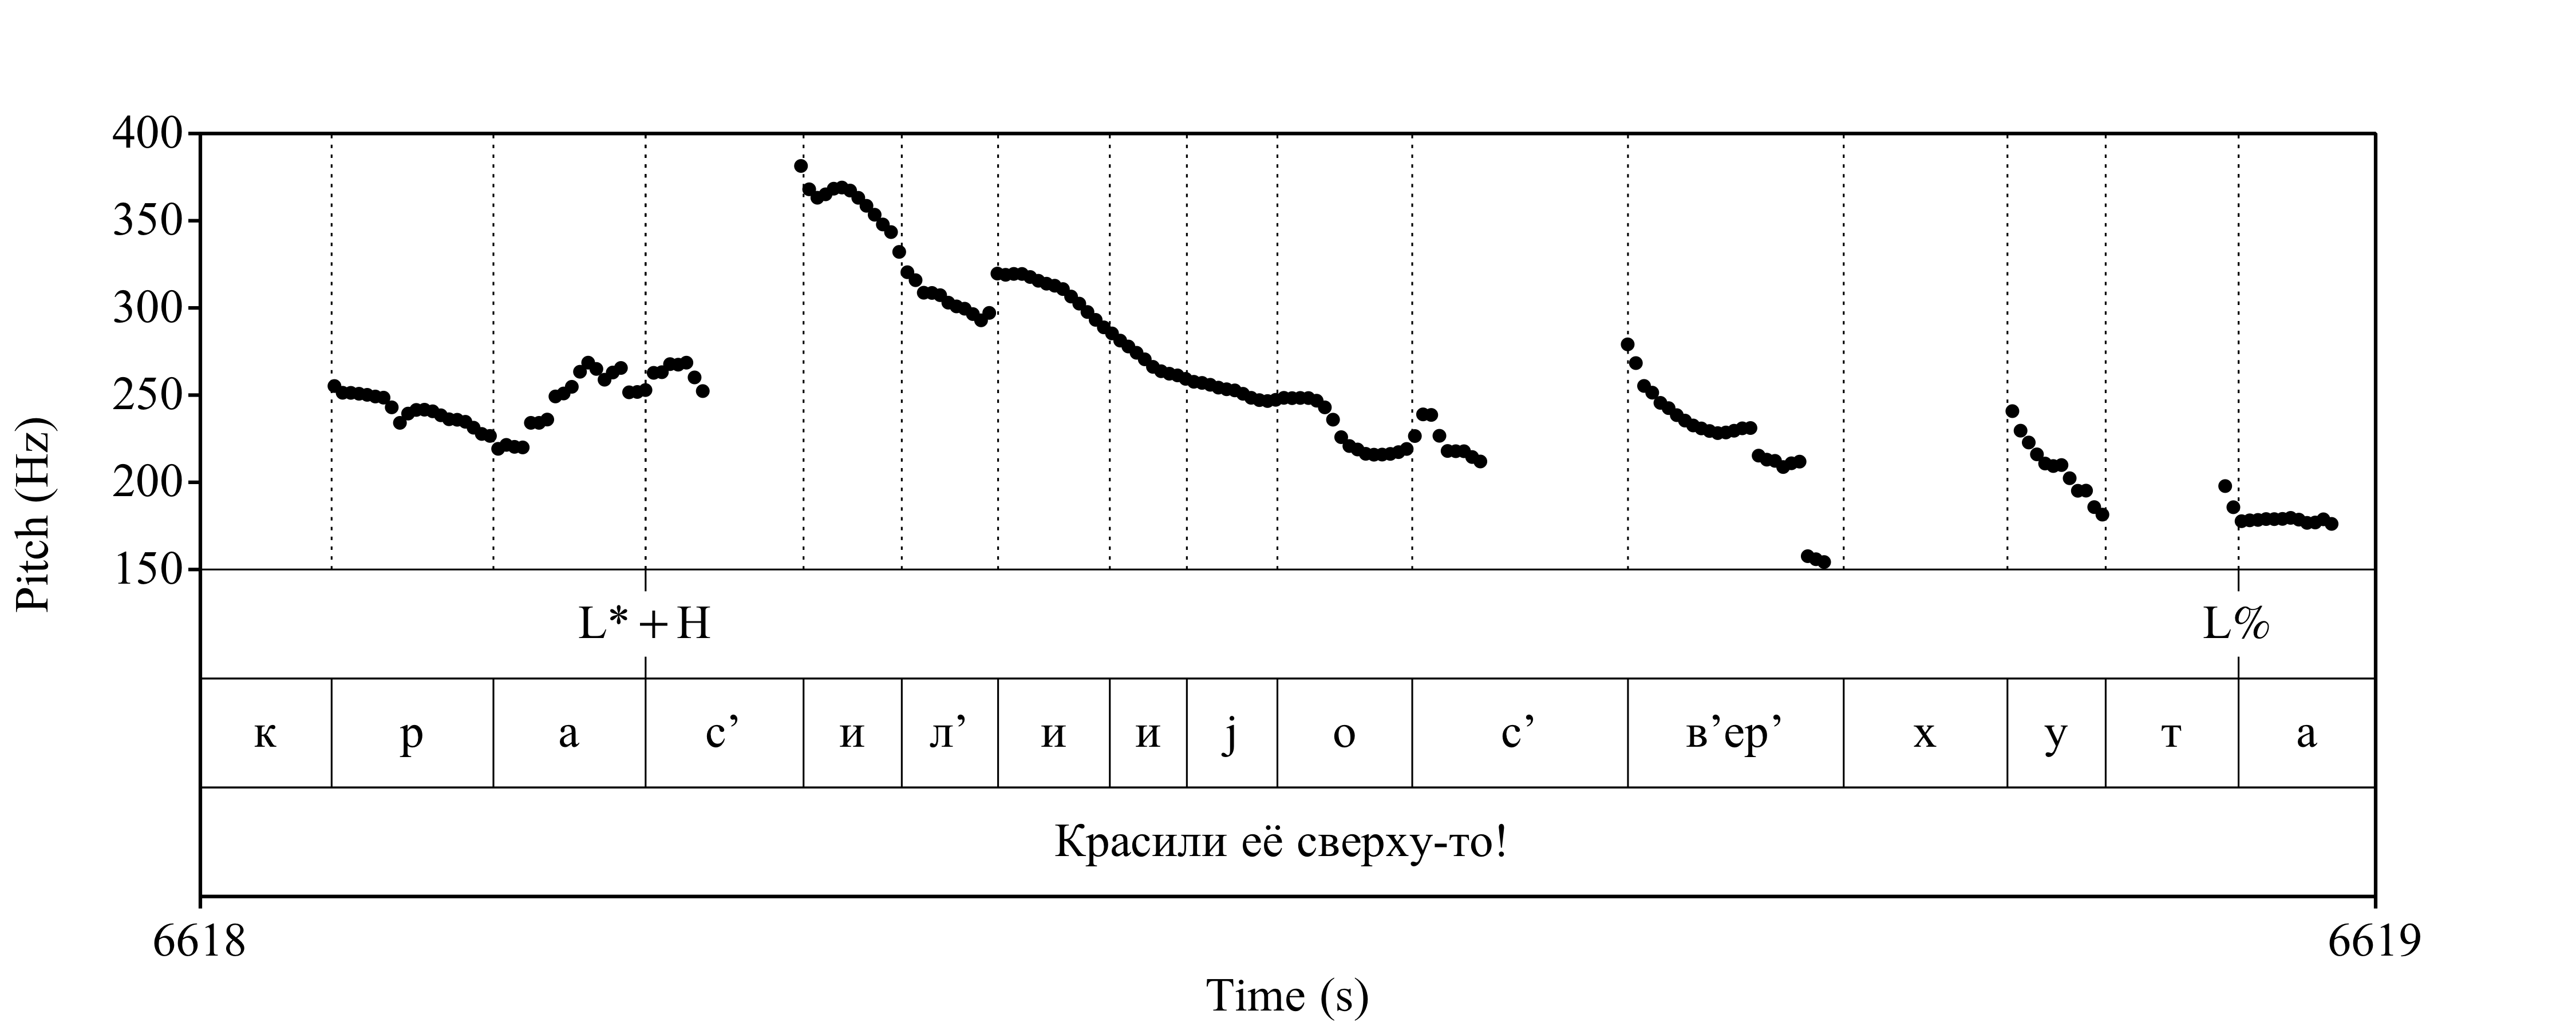 400
350
300
250
200
150
Pitch (Hz)
L*+H L%
к р а с’ и л’ и и j о с’ в’ер’ х у т а
Красили её сверху-то!
6618 6619
Time (s)